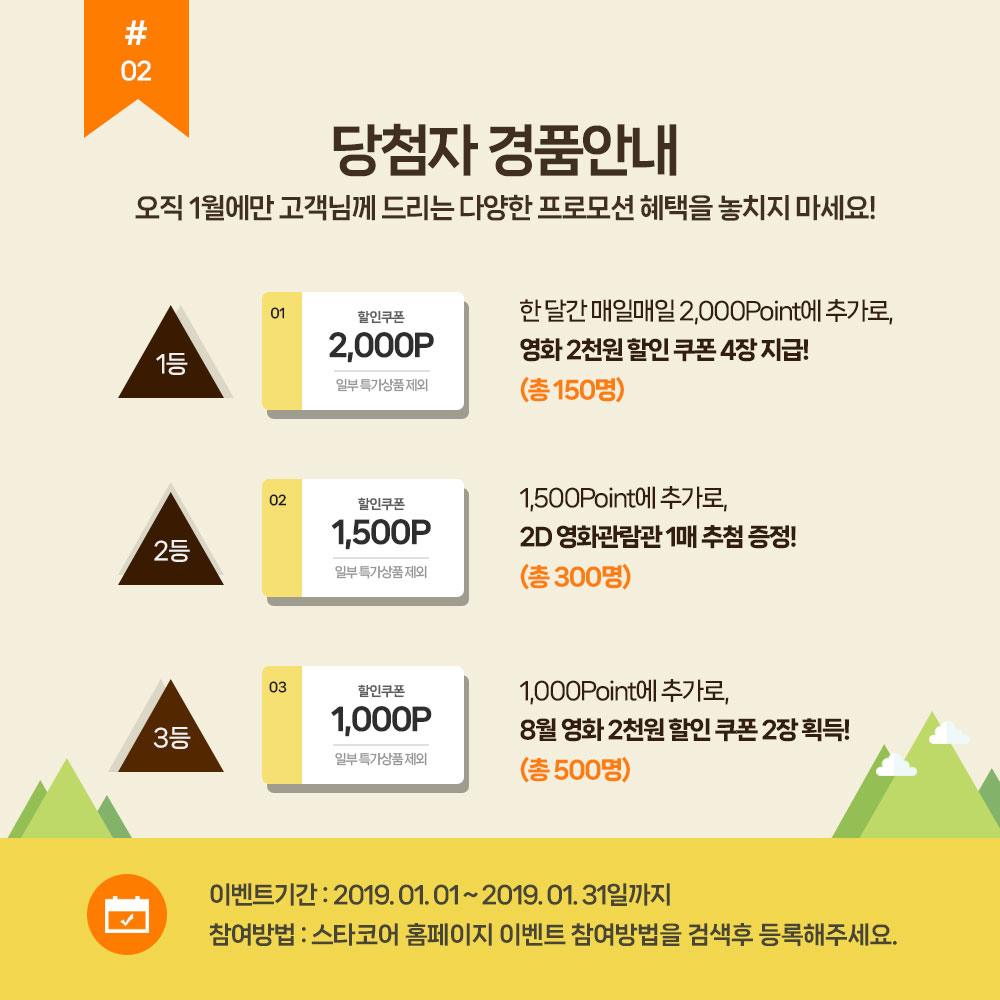 #
02
당첨자 경품안내
오직 1월에만 고객님께 드리는 다양한 프로모션 혜택을 놓치지 마세요!
1등
01
할인쿠폰
2,000P
일부 특가상품 제외
한 달간 매일매일 2,000Point에 추가로,
영화 2천원 할인 쿠폰 4장 지급!
(총 150명)
2등
02
할인쿠폰
1,500P
일부 특가상품 제외
1,500Point에 추가로,
2D 영화관람관 1매 추첨 증정!
(총 300명)
3등
03
할인쿠폰
1,000P
일부 특가상품 제외
1,000Point에 추가로,
8월 영화 2천원 할인 쿠폰 2장 획득!
(총 500명)
이벤트기간 : 2019. 01. 01 ~ 2019. 01. 31일까지
참여방법 : 스타코어 홈페이지 이벤트 참여방법을 검색후 등록해주세요.